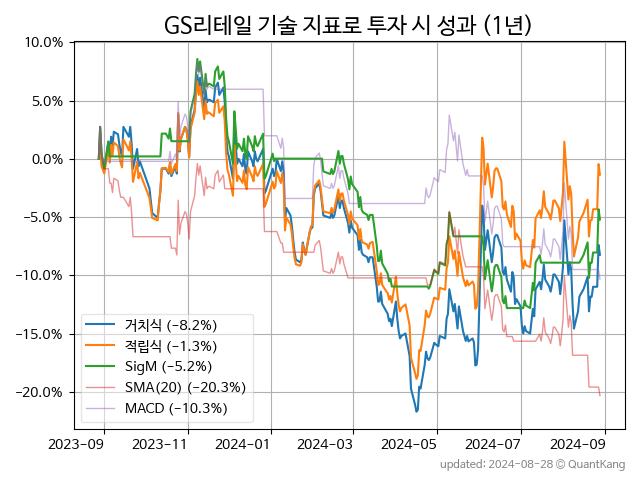 GS리테일 기술 지표로 투자 시 성과 (1년)
10.0%
5.0%
0.0%
−5.0%
−10.0%
−15.0%
−20.0%
거치식 (−8.2%)
적립식 (−1.3%)
SigM (−5.2%)
SMA(20) (−20.3%)
MACD (−10.3%)
2023-09 2023-11 2024-01 2024-03 2024-05 2024-07 2024-09
updated: 2024-08-28 © QuantKang